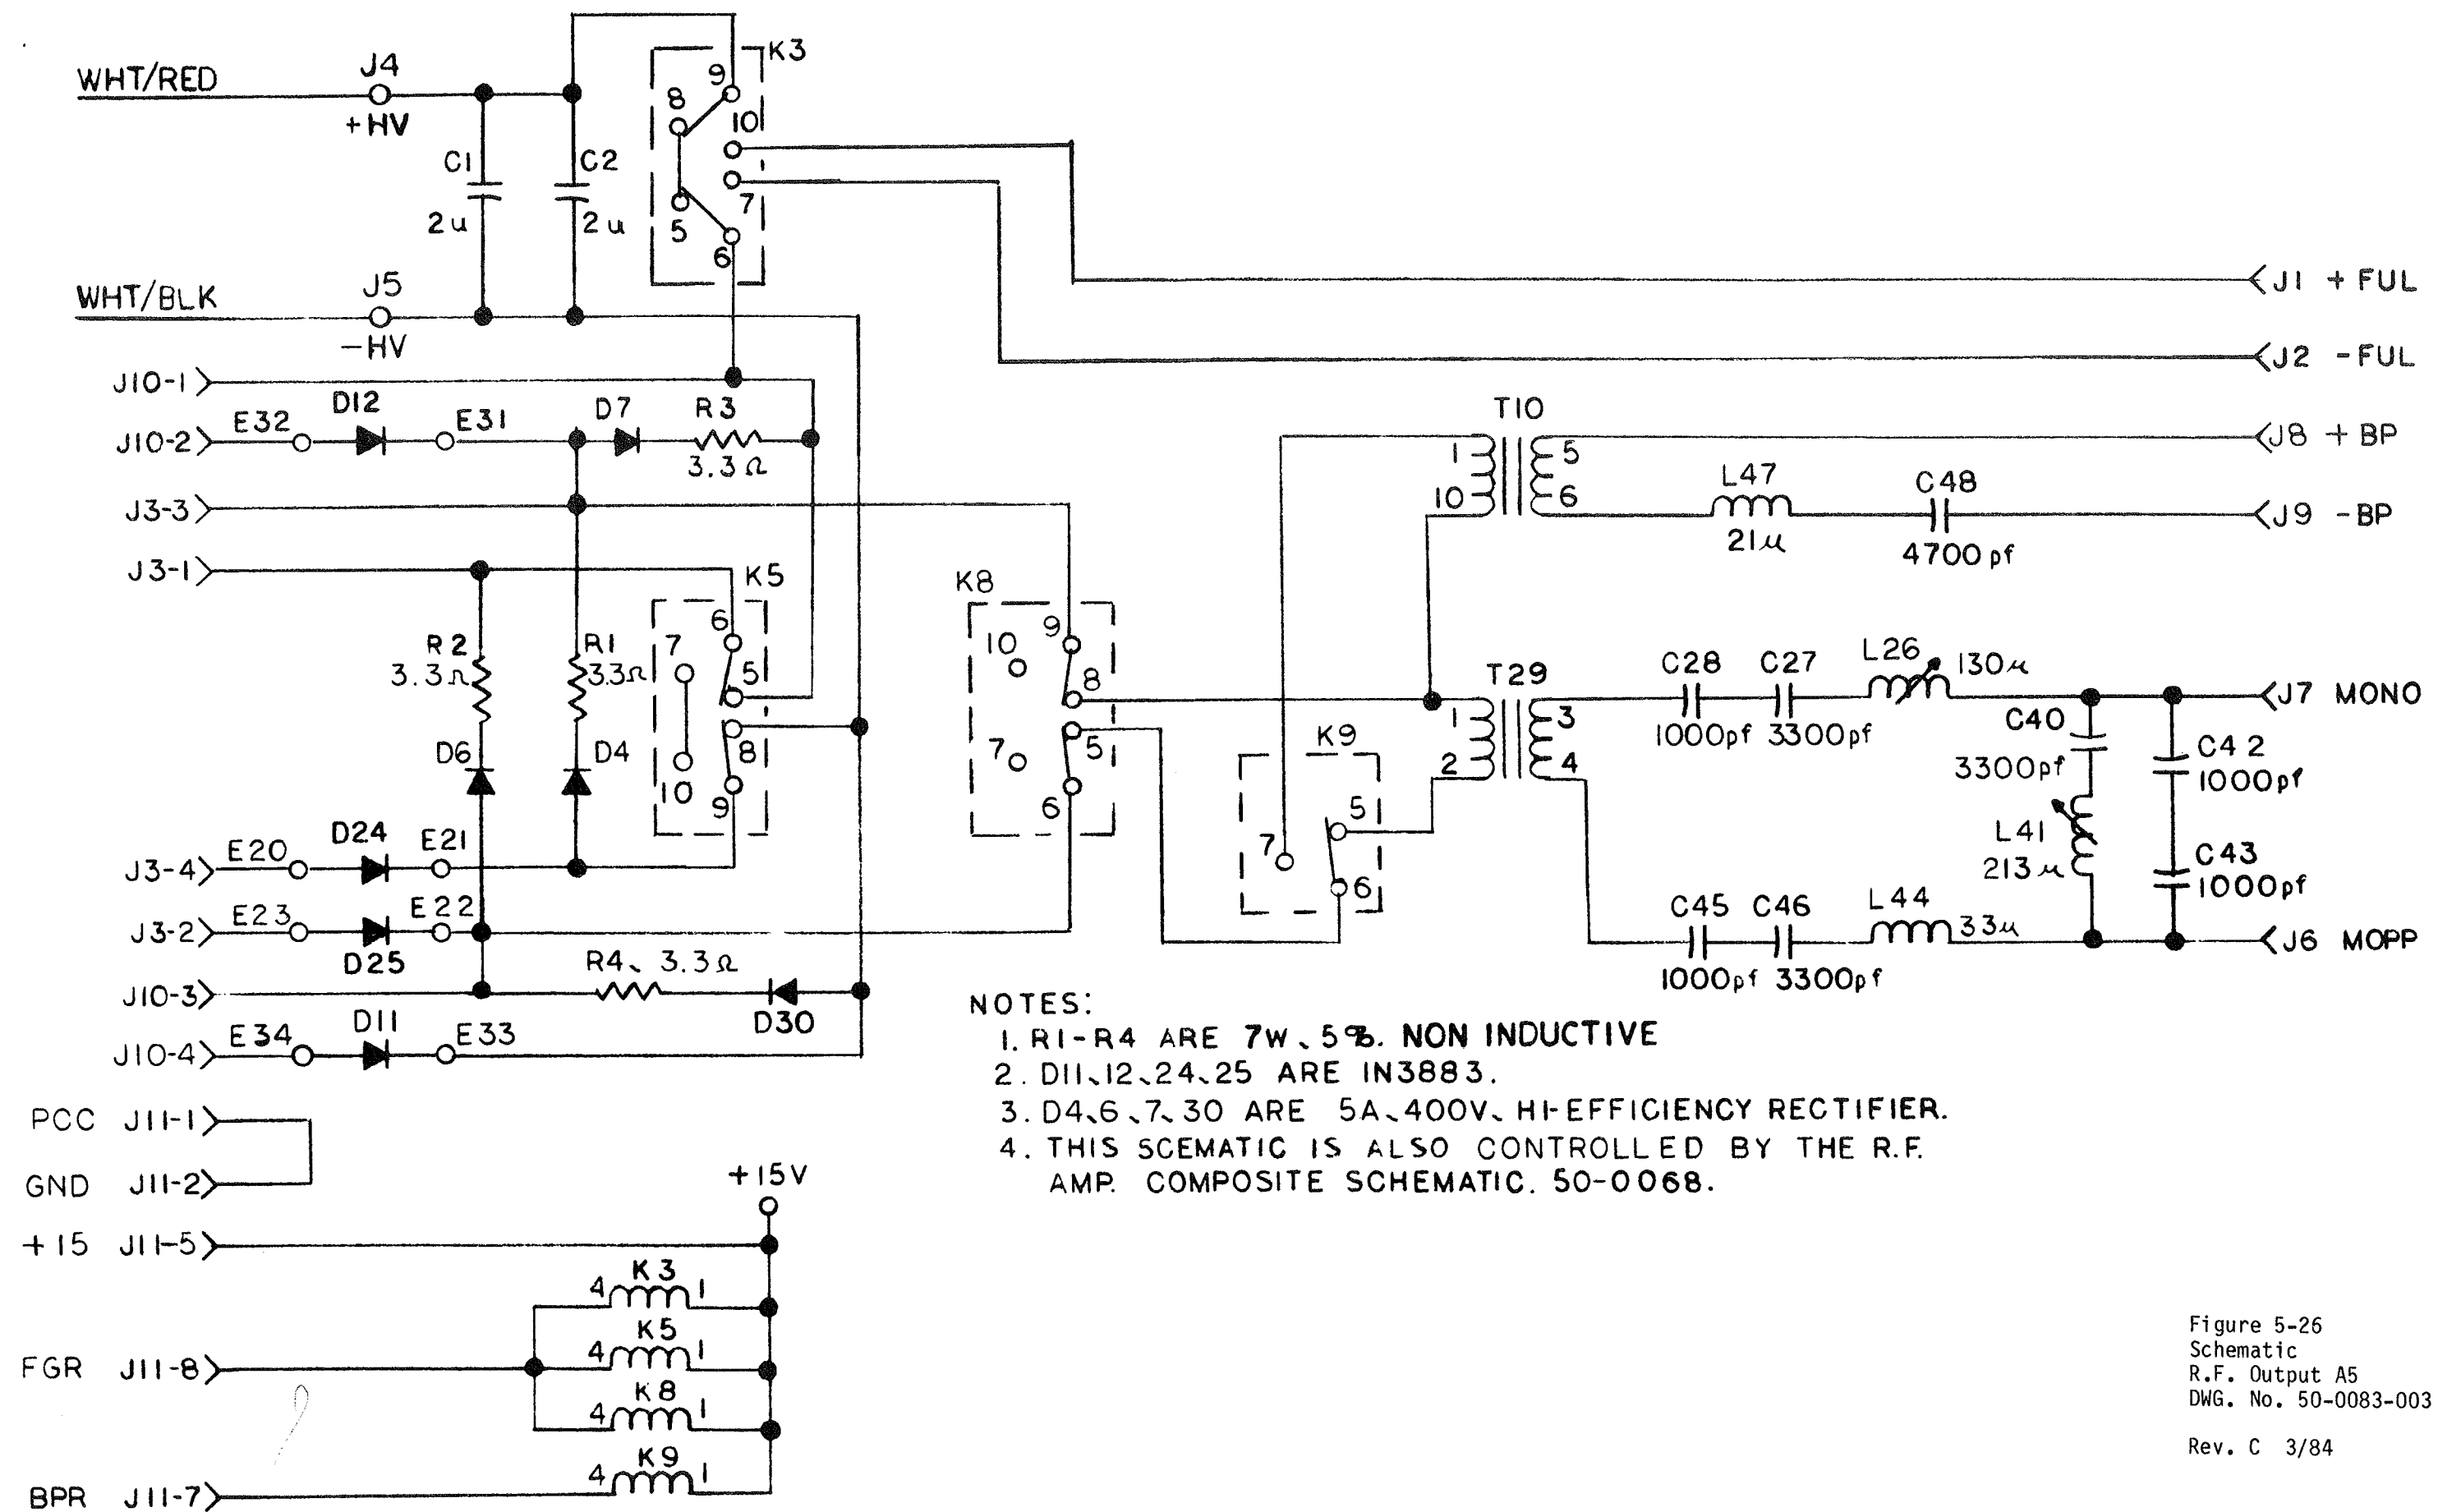 K3
WHT/RED
J4
+HV
9
8
10
C1
2u
C2
2u
7
5
6
WHT/BLK
J5
-HV
J1 + FUL
J2 -FUL
J10-1
J10-2
E32
D12
E31
D7
R3
3.3Ω
J3-3
J3-1
T10
1
10
5
6
J8 + BP
L47
21u
C48
4700pf
J9 -BP
K5
R2
3.3Ω
R1
3.3Ω
7
6
5
8
10
9
D6
D4
K8
10
9
8
7
5
6
K9
7
5
6
T29
1
2
3
4
C28
1000pf
C27
3300pf
L26
130u
J7 MONO
C40
3300pf
C42
1000pf
L41
213u
C43
1000pf
C45
1000pf
C46
3300pf
L44
33u
J6 MOPP
J3-4
E20
D24
E21
J3-2
E23
D25
E22
J10-3
R4、 3.3Ω
D30
J10-4
E34
D11
E33
NOTES:
1. R1-R4 ARE 7W、5%. NON INDUCTIVE
2. D11、12、24、25 ARE IN3883.
3. D4、6、7、30 ARE 5A、400V、HI-EFFICIENCY RECTIFIER.
4. THIS SCEMATIC IS ALSO CONTROLLED BY THE R.F.
AMP. COMPOSITE SCHEMATIC. 50-0068.
PCC J11-1
GND J11-2
+15V
+15 J11-5
4 K3 1
4 K5 1
FGR J11-8
4 K8 1
4 K9 1
BPR J11-7
Figure 5-26
Schematic
R.F. Output A5
DWG. No. 50-0083-003
Rev. C 3/84